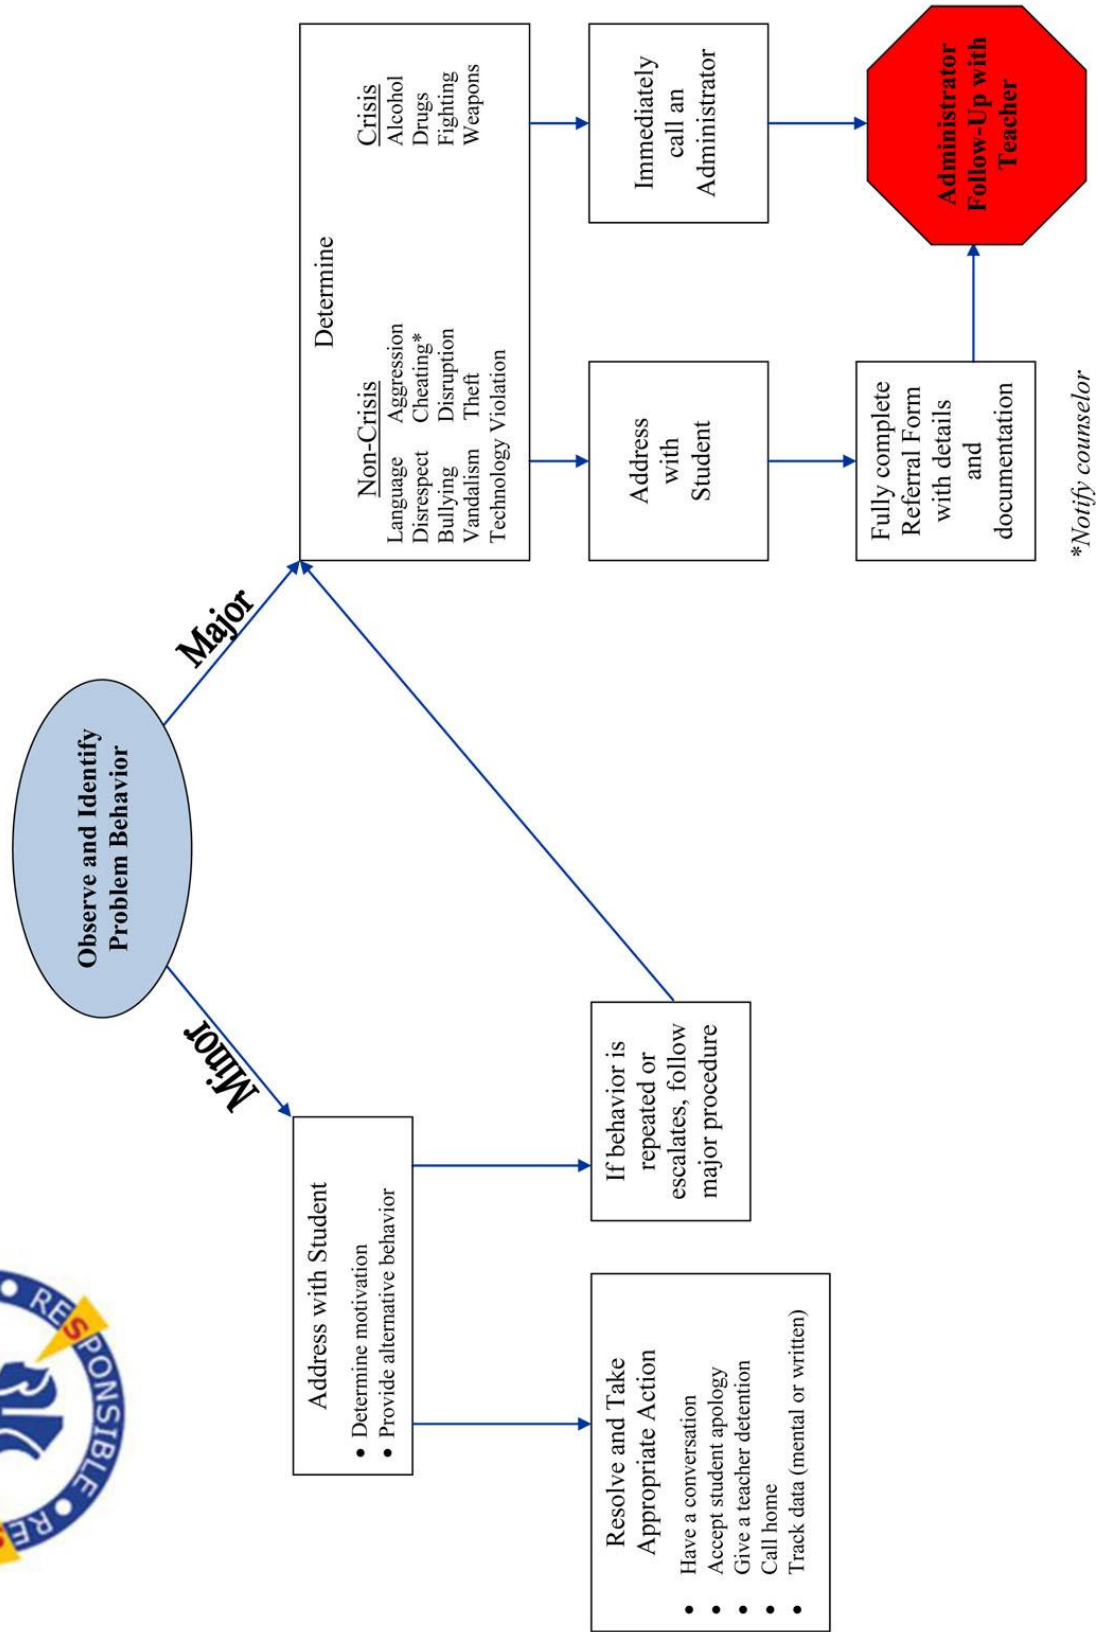 RESPONSIBLE
Observe and Identify
Problem Behavior
Minor
Major
Address with Student
• Determine motivation
• Provide alternative behavior
Resolve and Take
Appropriate Action
• Have a conversation
• Accept student apology
• Give a teacher detention
• Call home
• Track data (mental or written)
If behavior is
repeated or
escalates, follow
major procedure
Determine
Non-Crisis
Language Aggression
Disrespect Cheating*
Bullying Disruption
Vandalism Theft
Technology Violation
Crisis
Alcohol
Drugs
Fighting
Weapons
Address
with
Student
Immediately
call an
Administrator
Fully complete
Referral Form
with details
and
documentation
Administrator
Follow-Up with
Teacher
*Notify counselor